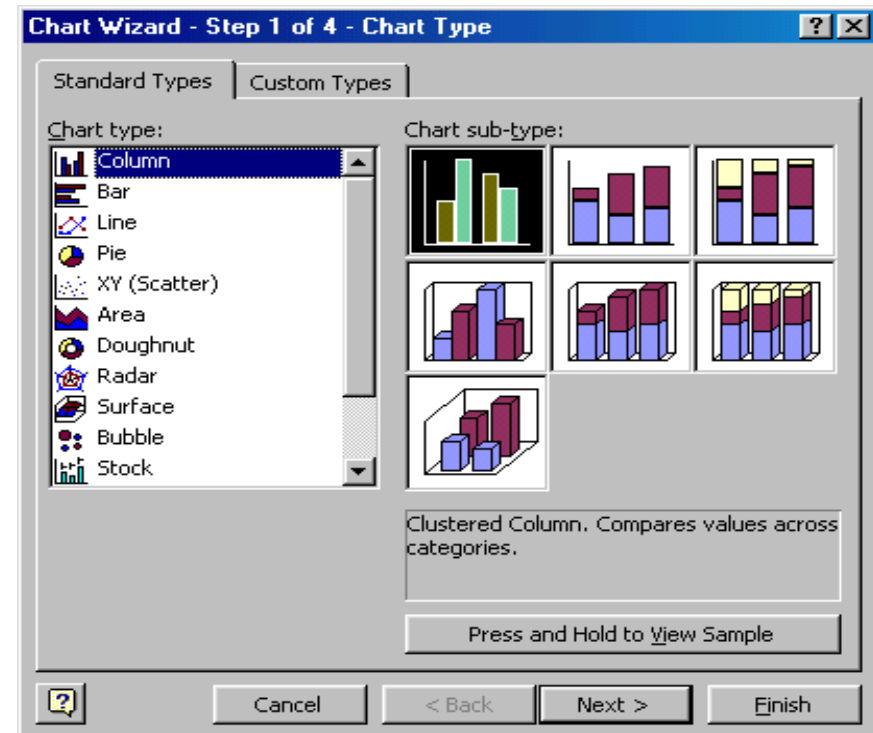 Chart Wizard - Step 1 of 4 - Chart Type
Standard Types
Custom Types
Chart type:
Column
Bar
Line
Pie
XY (Scatter)
Area
Doughnut
Radar
Surface
Bubble
Stock
Chart sub-type:
Clustered Column. Compares values across
categories.
Press and Hold to View Sample
Cancel
< Back
Next >
Finish